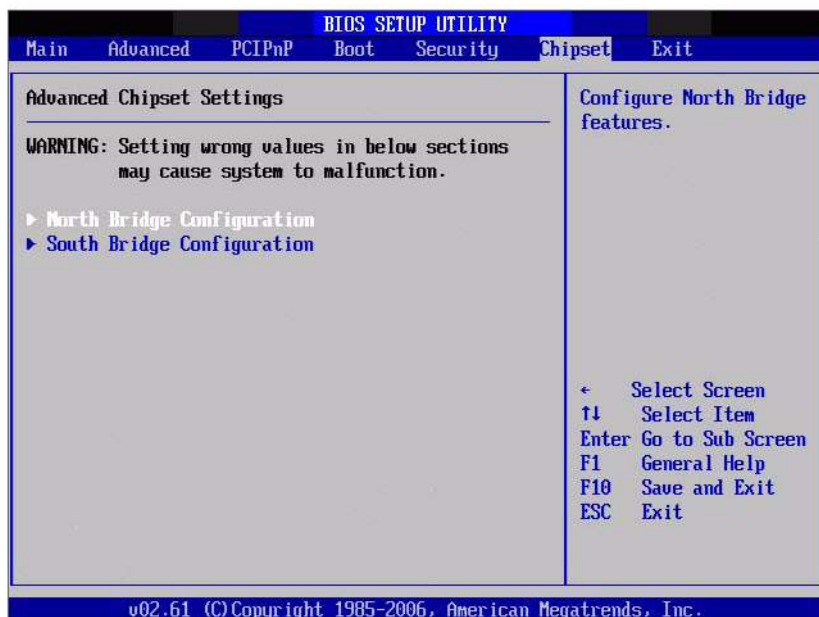 BIOS SETUP UTILITY
Main Advanced PCIPnP Boot Security Chipset Exit
Advanced Chipset Settings
WARNING: Setting wrong values in below sections
may cause system to malfunction.
▶ North Bridge Configuration
▶ South Bridge Configuration
Configure North Bridge
features.
← Select Screen
↑↓ Select Item
Enter Go to Sub Screen
F1 General Help
F10 Save and Exit
ESC Exit
v02.61 (C)Copyright 1985-2006, American Megatrends, Inc.